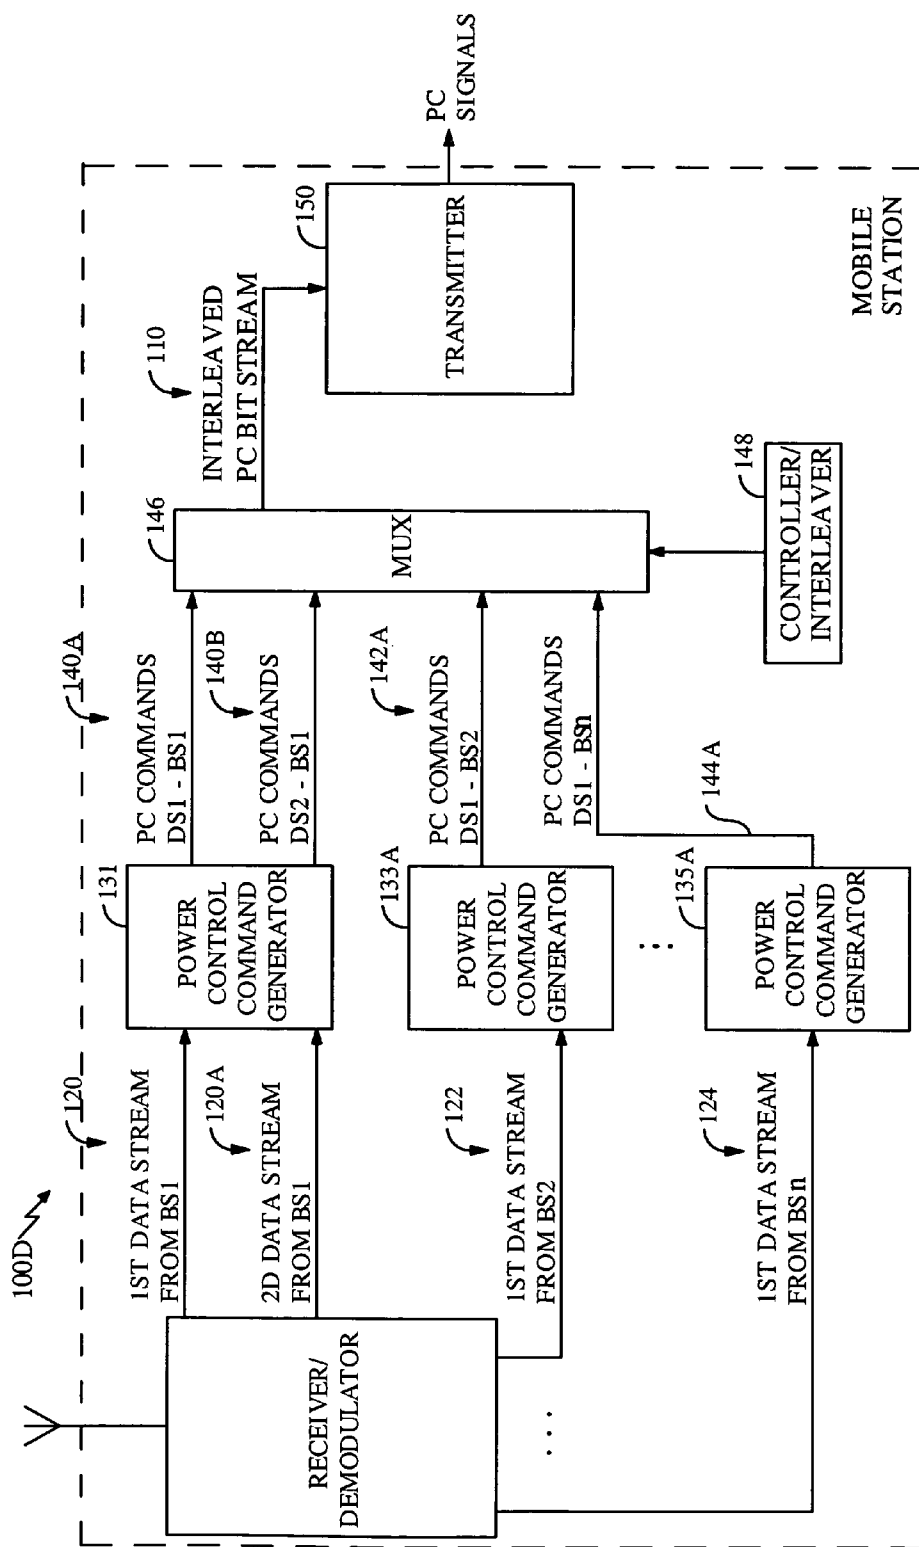 100D
120
1ST DATA STREAM
FROM BS1
120A
2D DATA STREAM
FROM BS1
122
1ST DATA STREAM
FROM BS2
124
1ST DATA STREAM
FROM BSn
RECEIVER/
DEMODULATOR
. . .
131
POWER
CONTROL
COMMAND
GENERATOR
133A
POWER
CONTROL
COMMAND
GENERATOR
. . .
135A
POWER
CONTROL
COMMAND
GENERATOR
140A
PC COMMANDS
DS1 - BS1
140B
PC COMMANDS
DS2 - BS1
142A
PC COMMANDS
DS1 - BS2
PC COMMANDS
DS1 - BSn
144A
146
MUX
148
CONTROLLER/
INTERLEAVER
110
INTERLEAVED
PC BIT STREAM
150
TRANSMITTER
PC
SIGNALS
MOBILE
STATION